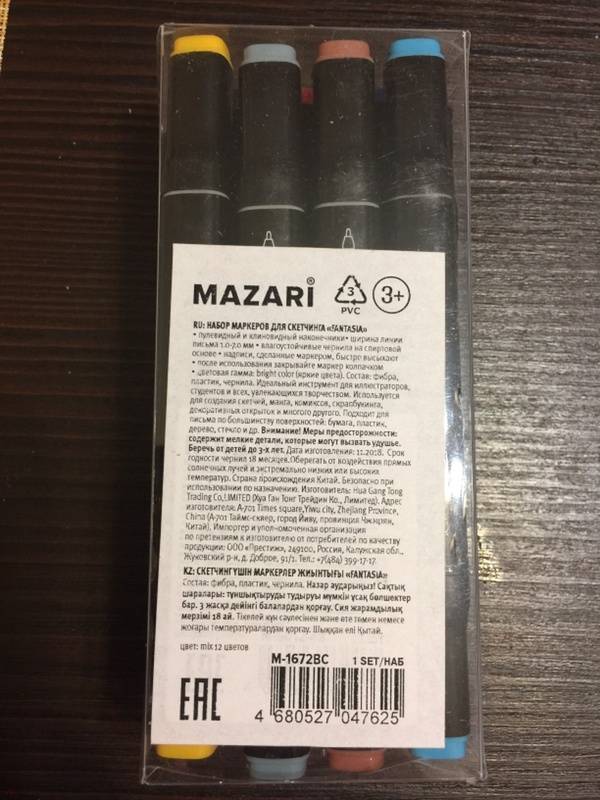 MAZARi®
3
PVC
3+
RU: НАБОР МАРКЕРОВ ДЛЯ СКЕТЧИНГА «FANTASIA»
• пулевидный и клиновидный наконечники • ширина линии
письма 1.0-7.0 мм • влагоустойчивые чернила на спиртовой
основе • надписи, сделанные маркером, быстро высыхают
• после использования закрывайте маркер колпачком
• цветовая гамма: bright color (яркие цвета). Состав: фибра,
пластик, чернила. Идеальный инструмент для иллюстраторов,
студентов и всех, увлекающихся творчеством. Используется
для создания скетчей, манга, комиксов, скрапбукинга,
декоративных открыток и многого другого. Подходит для
письма по большинству поверхностей: бумага, пластик,
дерево, стекло и др. Внимание! Меры предосторожности:
содержит мелкие детали, которые могут вызвать удушье.
Беречь от детей до 3-х лет. Дата изготовления: 11.2018. Срок
годности чернил 18 месяцев. Оберегать от воздействия прямых
солнечных лучей и экстремально низких или высоких
температур. Страна происхождения Китай. Безопасно при
использовании по назначению. Изготовитель: Hua Gang Tong
Trading Co.,LIMITED (Хуа Ган Тонг Трейдин Ко., Лимитед). Адрес
изготовителя: A-701 Times square,Yiwu city, Zhejiang Province,
China (А-701 Таймс-сквер, город Йиву, провинция Чжэцзян,
Китай). Импортер и упол-омоченная организация
по претензиям к изготовителю от потребителей по качеству
продукции: ООО «Престиж», 249100, Россия, Калужская обл.,
Жуковский р-н, д. Доброе, 91/1. Тел.: +7(484) 399-17-17
KZ: СКЕТЧИНГ ҮШІН МАРКЕРЛЕР ЖИЫНТЫҒЫ «FANTASIA»
Состав: фибра, пластик, чернила. Назар аударыңыз! Сақтық
шаралары: тұншықтыруды тудыруы мүмкін ұсақ бөлшектер
бар. 3 жасқа дейінгі балалардан қорғау. Сия жарамдылық
мерзімі 18 ай. Тікелей күн сәулесінен және өте төмен немесе
жоғары температуралардан қорғау. Шыққан елі Қытай.
цвет: mix 12 цветов
M-1672BC 1 SET/НАБ
EAC
4 680527 047625